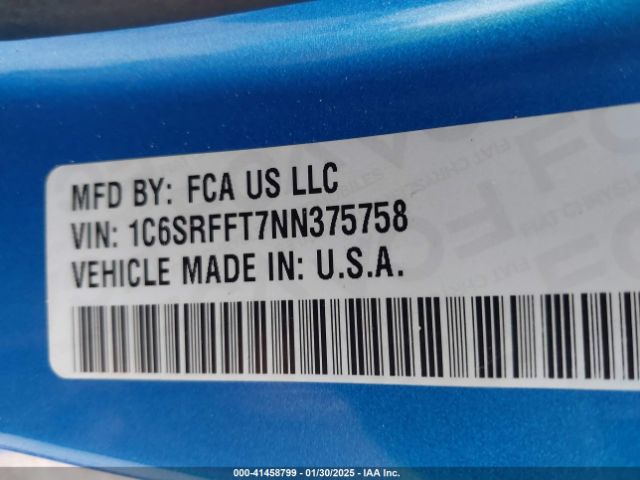 MFD BY: FCA US LLC
VIN: 1C6SRFFT7NN375758
VEHICLE MADE IN: U.S.A.
000-41458799 - 01/30/2025 - IAA Inc.